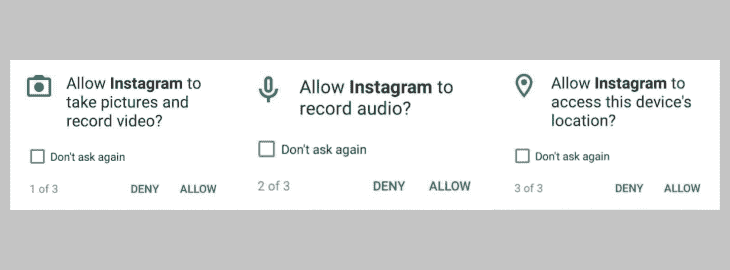 Allow Instagram to
take pictures and
record video?
Don't ask again
1 of 3
DENY
ALLOW
Allow Instagram to
record audio?
Don't ask again
2 of 3
DENY
ALLOW
Allow Instagram to
access this device's
location?
Don't ask again
3 of 3
DENY
ALLOW